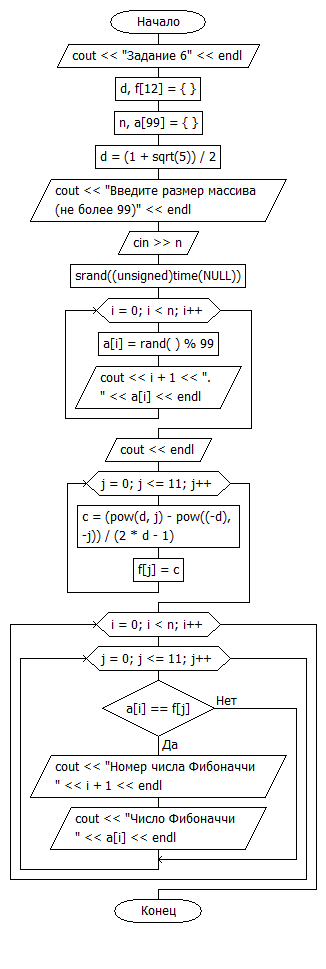 Начало
cout << "Задание 6" << endl
d, f[12] = { }
n, a[99] = { }
d = (1 + sqrt(5)) / 2
cout << "Введите размер массива
(не более 99)" << endl
cin >> n
srand((unsigned)time(NULL))
i = 0; i < n; i++
a[i] = rand( ) % 99
cout << i + 1 << ".
" << a[i] << endl
cout << endl
j = 0; j <= 11; j++
c = (pow(d, j) - pow((-d),
-j)) / (2 * d - 1)
f[j] = c
i = 0; i < n; i++
j = 0; j <= 11; j++
a[i] == f[j]
Нет
Да
cout << "Номер числа Фибоначчи
" << i + 1 << endl
cout << "Число Фибоначчи
" << a[i] << endl
Конец